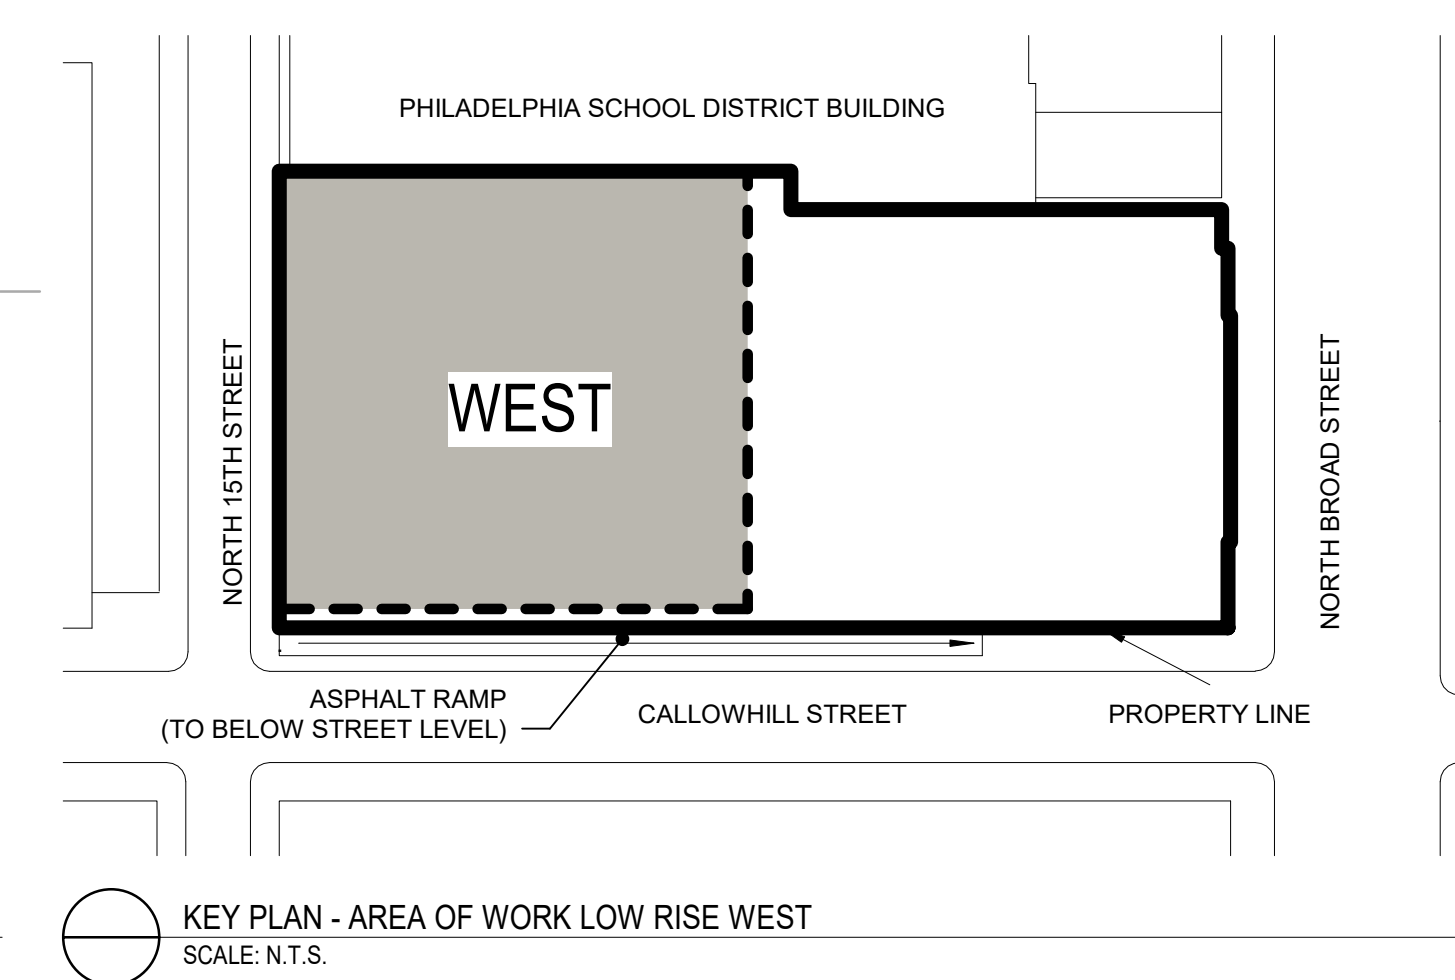 PHILADELPHIA SCHOOL DISTRICT BUILDING
NORTH 15TH STREET
WEST
NORTH BROAD STREET
ASPHALT RAMP
(TO BELOW STREET LEVEL)
CALLOWHILL STREET
PROPERTY LINE
KEY PLAN - AREA OF WORK LOW RISE WEST
SCALE: N.T.S.